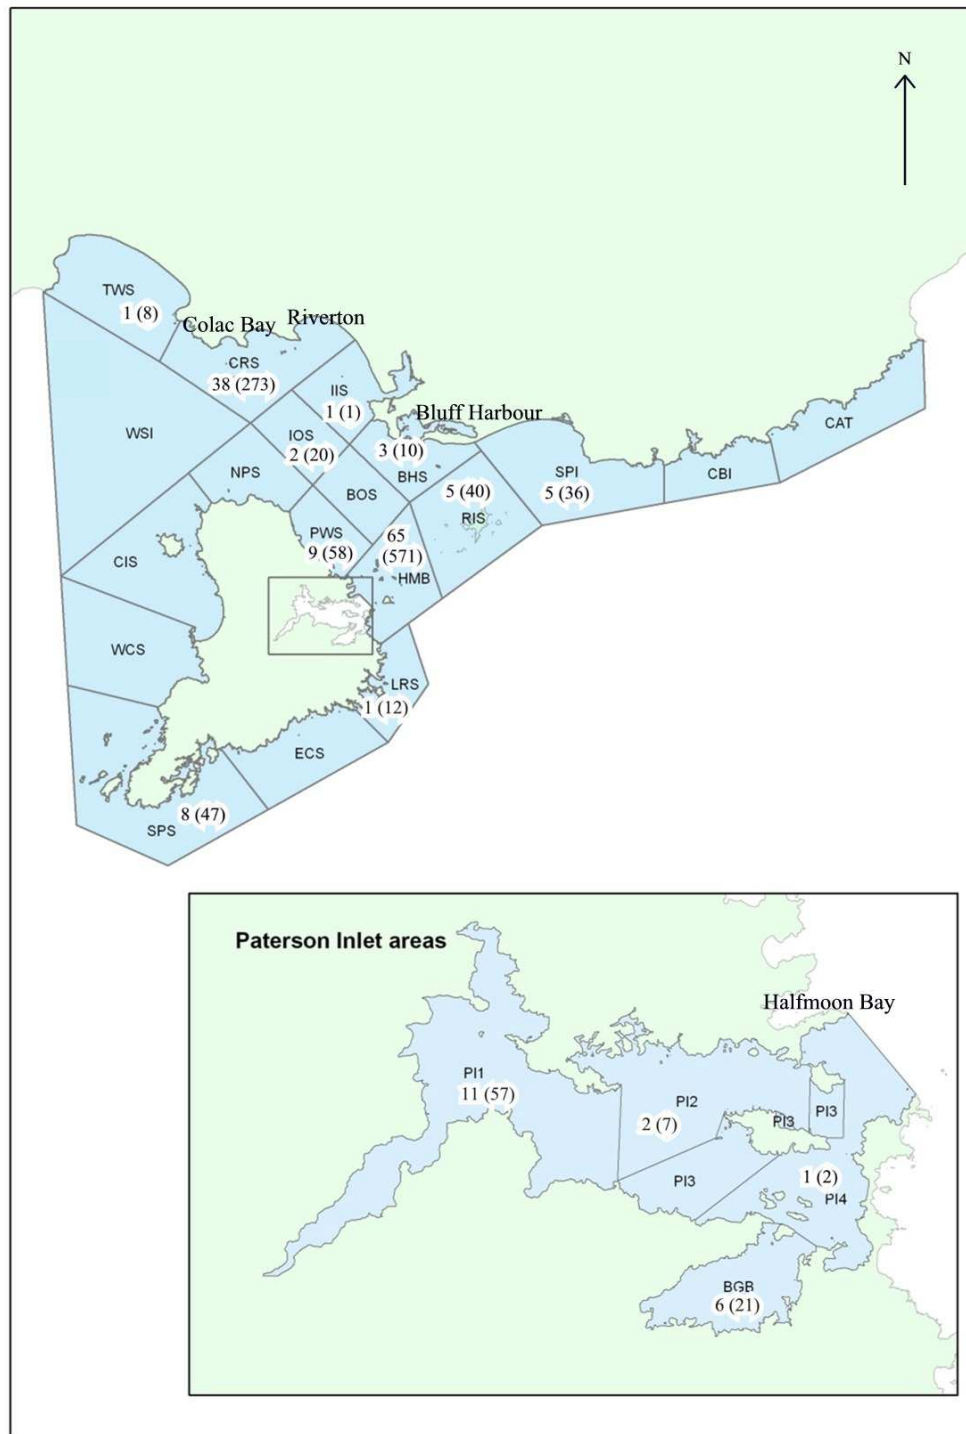 N
TWS
1 (8)
Colac Bay
Riverton
CRS
38 (273)
IIS
1 (1)
Bluff Harbour
WSI
IOS
2 (20)
3 (10)
BHS
CAT
NPS
BOS
5 (40)
RIS
SPI
5 (36)
CBI
PWS
9 (58)
65
(571)
HMB
CIS
WCS
LRS
1 (12)
ECS
SPS
8 (47)
Paterson Inlet areas
Halfmoon Bay
PI1
11 (57)
PI2
2 (7)
PI3
PI3
PI3
1 (2)
PI4
BGB
6 (21)